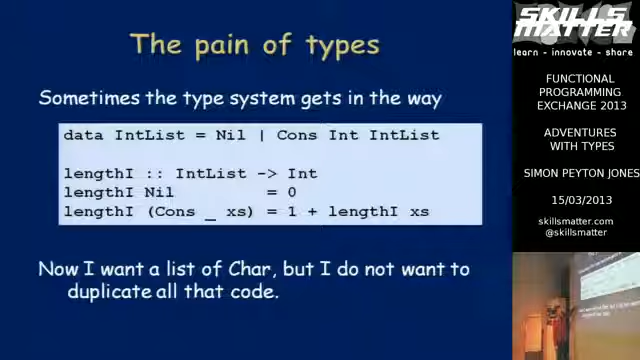 The pain of types
Sometimes the type system gets in the way
data IntList = Nil | Cons Int IntList
lengthI :: IntList -> Int
lengthI Nil = 0
lengthI (Cons _ xs) = 1 + lengthI xs
Now I want a list of Char, but I do not want to
duplicate all that code.
SKILLS
MATTER
learn - innovate - share
FUNCTIONAL
PROGRAMMING
EXCHANGE 2013
ADVENTURES
WITH TYPES
SIMON PEYTON JONES
15/03/2013
skillsmatter.com
@skillsmatter